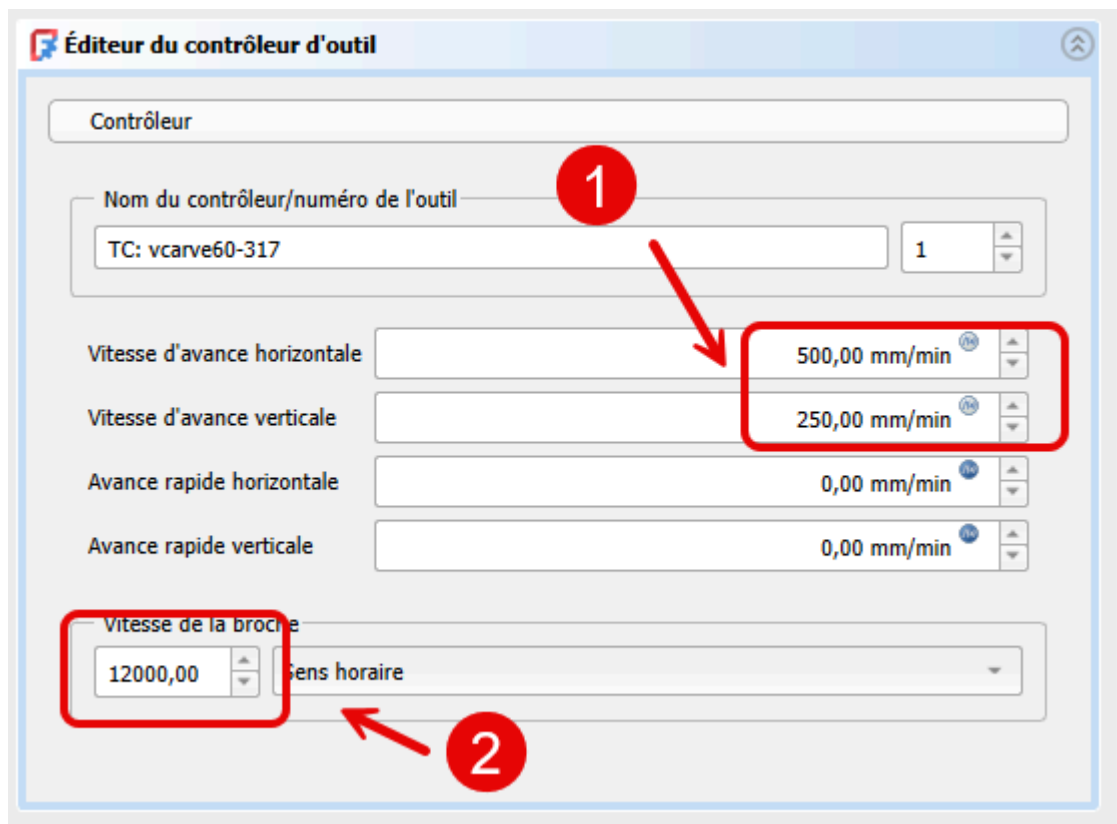 Éditeur du contrôleur d'outil
Contrôleur
1
Nom du contrôleur/numéro de l'outil
TC: vcarve60-317 1
Vitesse d'avance horizontale 500,00 mm/min
Vitesse d'avance verticale 250,00 mm/min
Avance rapide horizontale 0,00 mm/min
Avance rapide verticale 0,00 mm/min
Vitesse de la broche
12000,00 Sens horaire
2